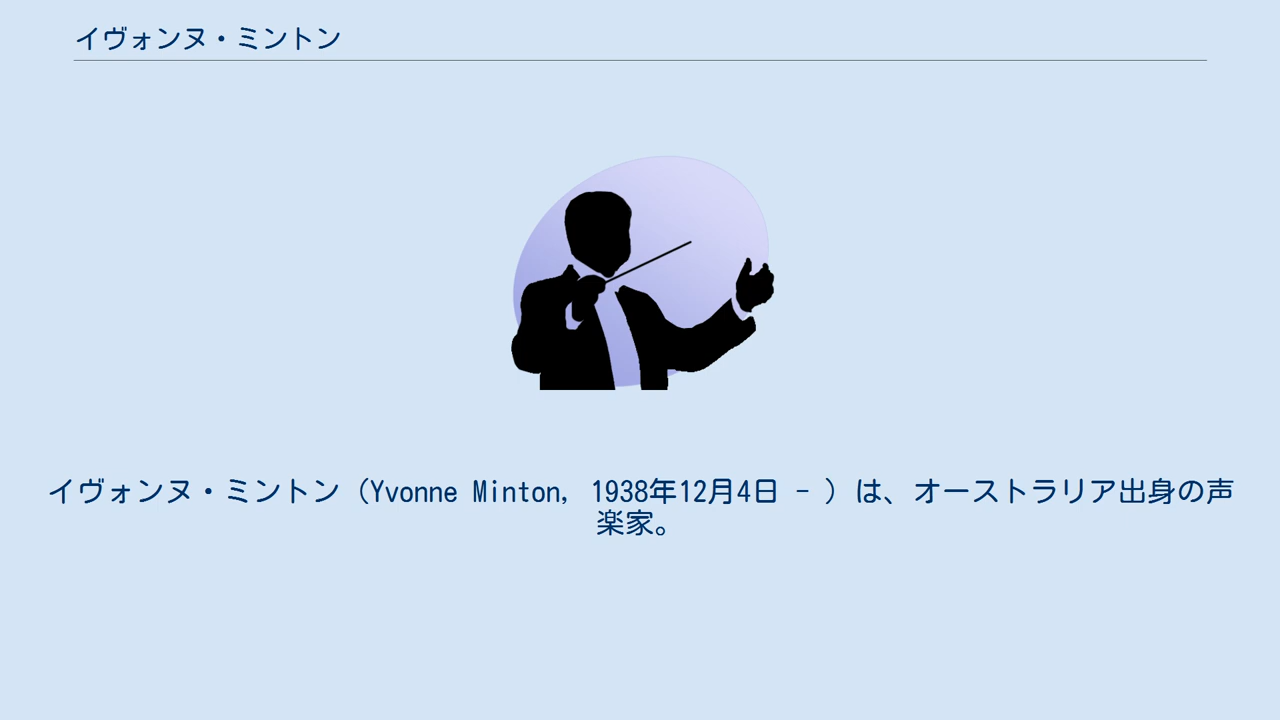 イヴォンヌ・ミントン
イヴォンヌ・ミントン（Yvonne Minton, 1938年12月4日 - ）は、オーストラリア出身の声
楽家。